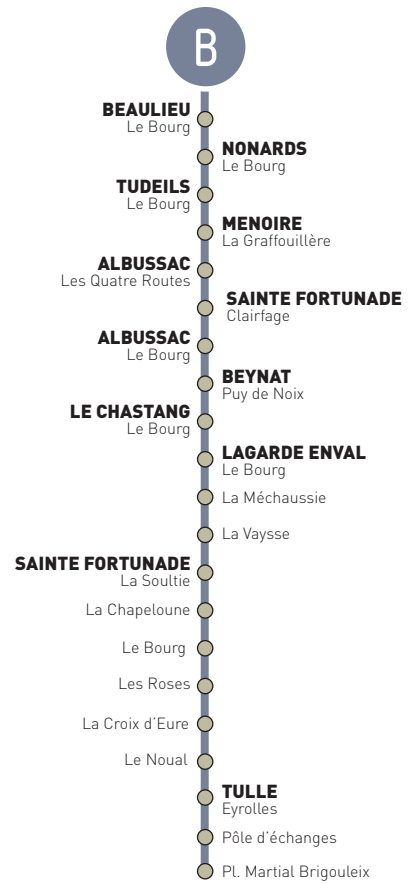 B
BEAULIEU
Le Bourg
NONARDS
Le Bourg
TUDEILS
Le Bourg
MENOIRE
La Graffouillère
ALBUSSAC
Les Quatre Routes
SAINTE FORTUNADE
Clairfage
ALBUSSAC
Le Bourg
BEYNAT
Puy de Noix
LE CHASTANG
Le Bourg
LAGARDE ENVAL
Le Bourg
La Méchaussie
La Vaysse
SAINTE FORTUNADE
La Soultie
La Chapeloune
Le Bourg
Les Roses
La Croix d'Eure
Le Noual
TULLE
Eyrolles
Pôle d'échanges
Pl. Martial Brigouleix